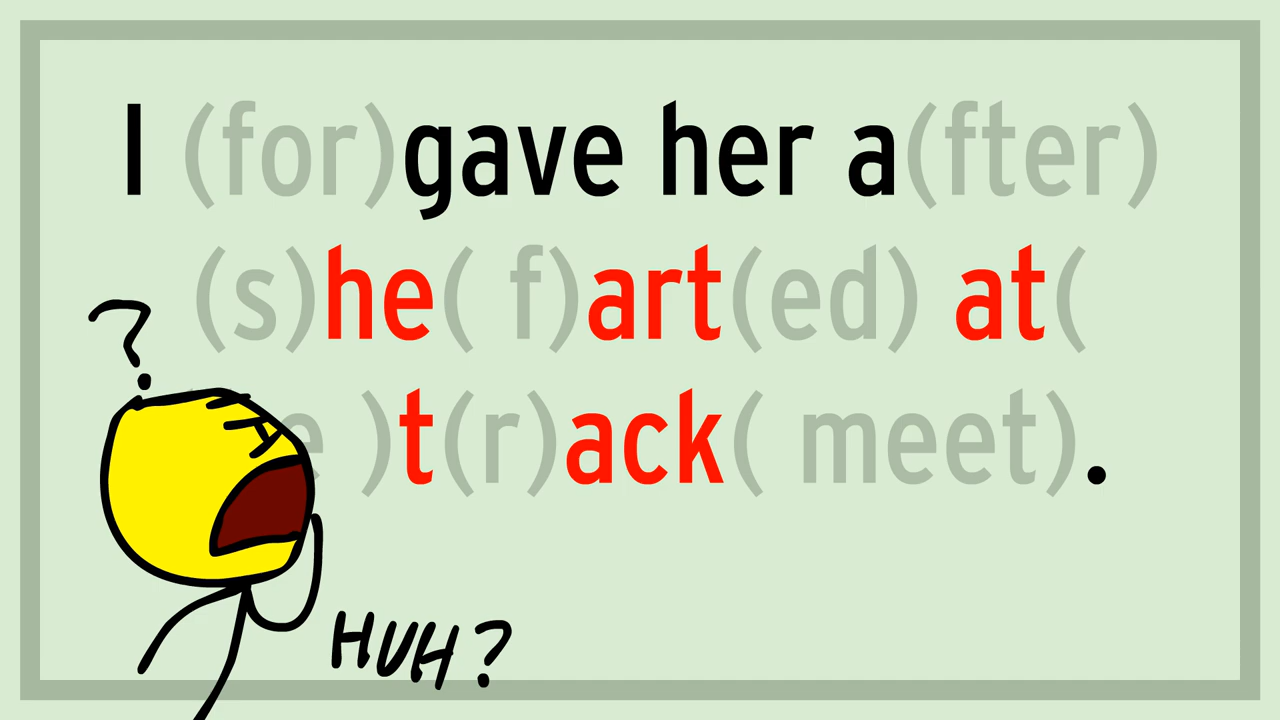 I (for)gave her a(fter)
(s)he( f)art(ed) at(
e )t(r)ack( meet).
?
HUH?